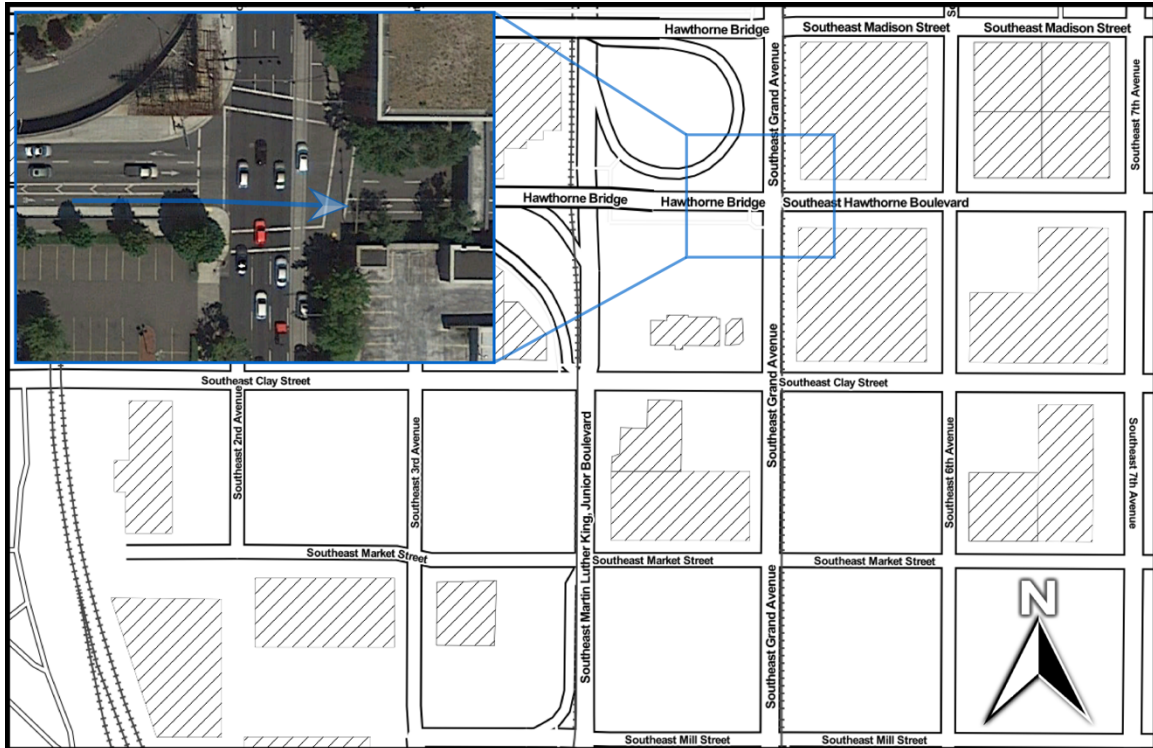 Hawthorne Bridge
Southeast Madison Street
Southeast Madison Street
Southeast Grand Avenue
Southeast 7th Avenue
Hawthorne Bridge
Hawthorne Bridge
Southeast Hawthorne Boulevard
Southeast Clay Street
Southeast Clay Street
Southeast Grand Avenue
Southeast 2nd Avenue
Southeast 3rd Avenue
Southeast Martin Luther King, Junior Boulevard
Southeast 6th Avenue
Southeast 7th Avenue
Southeast Market Street
Southeast Market Street
Southeast Market Street
Southeast Grand Avenue
N
Southeast Mill Street
Southeast Mill Street